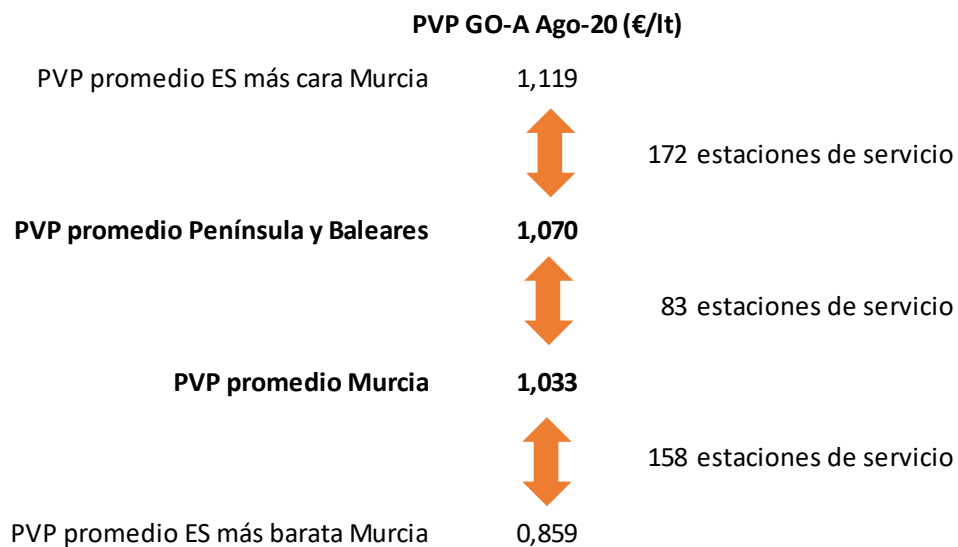 PVP GO-A Ago-20 (€/lt)
PVP promedio ES más cara Murcia 1,119
172 estaciones de servicio
PVP promedio Península y Baleares 1,070
83 estaciones de servicio
PVP promedio Murcia 1,033
158 estaciones de servicio
PVP promedio ES más barata Murcia 0,859